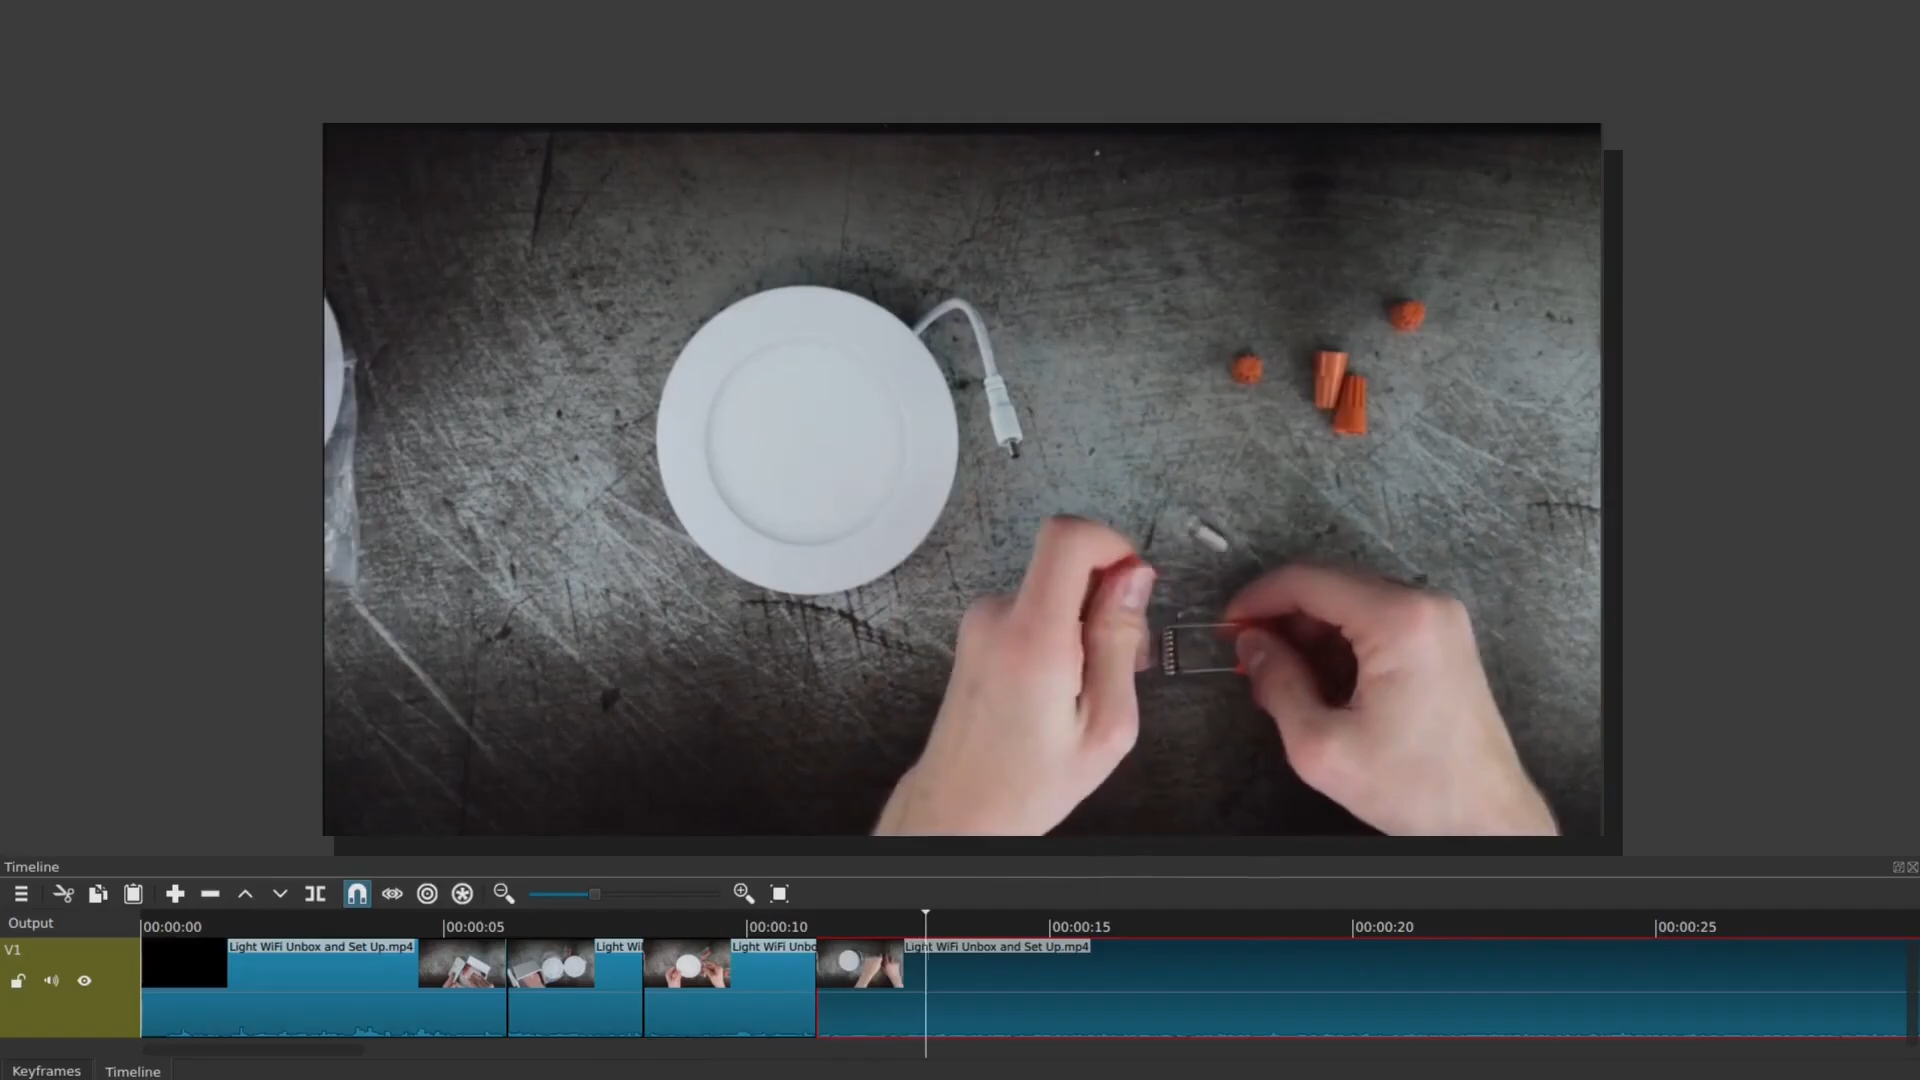 Timeline
Output
00:00:00
00:00:05
00:00:10
00:00:15
00:00:20
00:00:25
V1
Light WiFi Unbox and Set Up.mp4
Light Wi
Light WiFi Unbo
Light WiFi Unbox and Set Up.mp4
Keyframes
Timeline